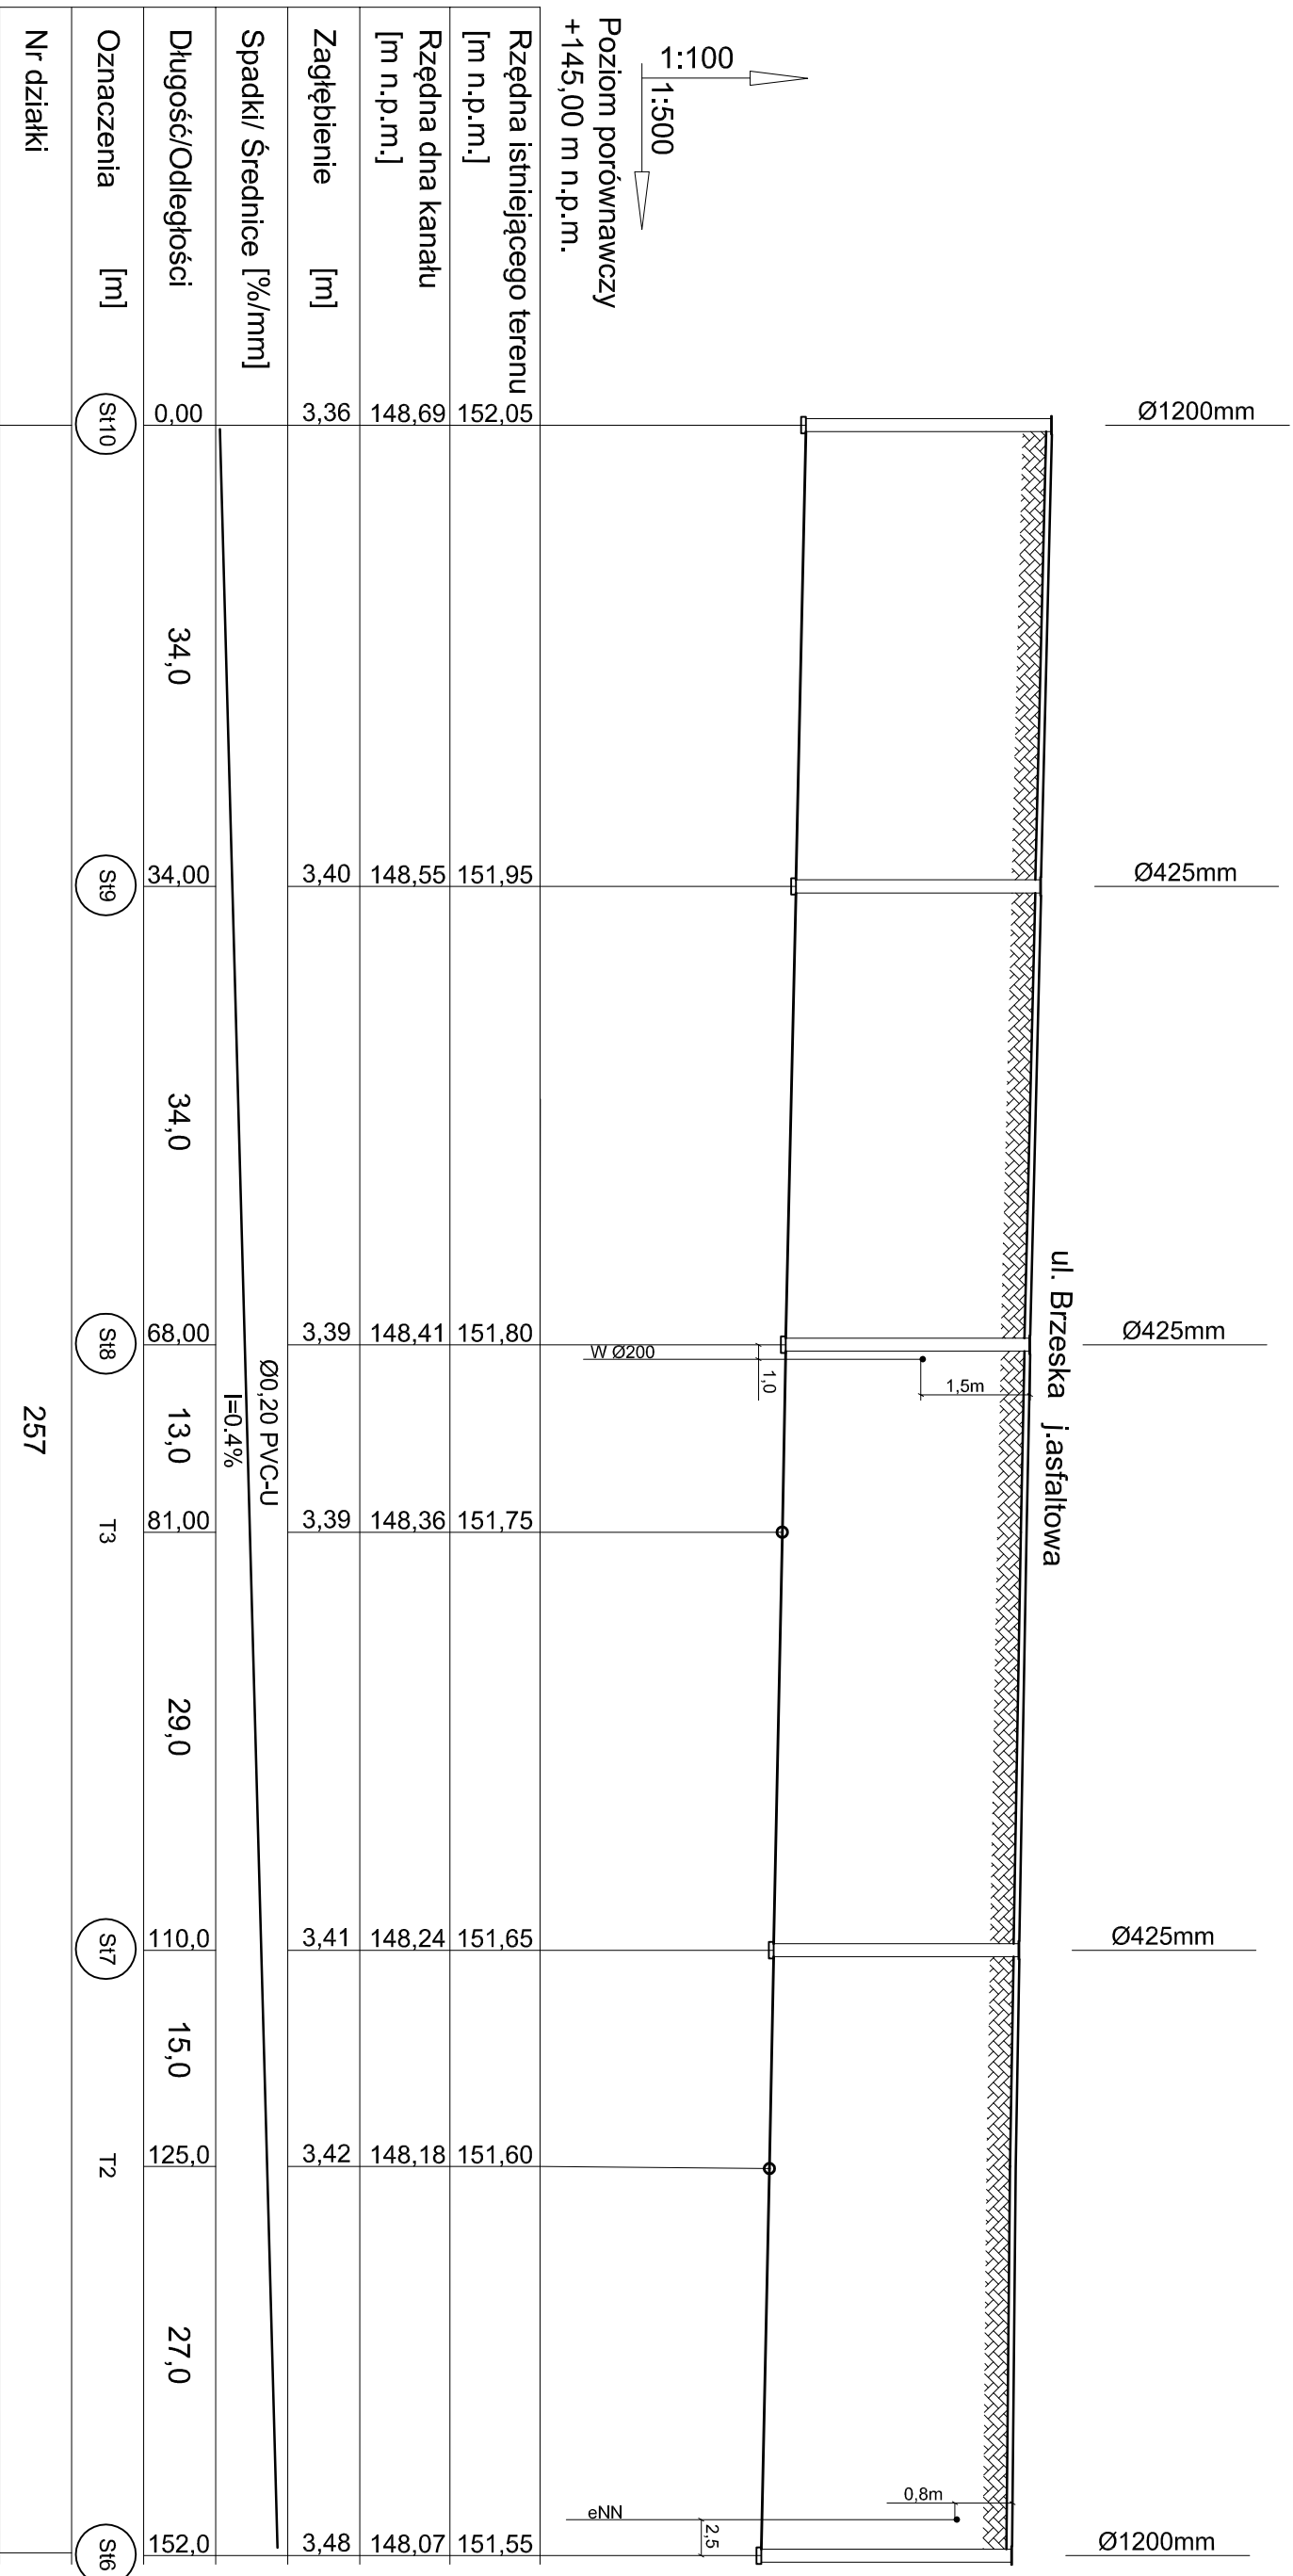 Ø1200mm
Ø425mm
Ø425mm
Ø425mm
Ø1200mm
ul. Brzeska j.asfaltowa
1:100
1:500
Poziom porównawczy
+145,00 m n.p.m.
1,5m
W Ø200
1,0
0,8m
eNN
2,5
Rzędna istniejącego terenu
[m n.p.m.]
152,05
151,95
151,80
151,75
151,65
151,60
151,55
Rzędna dna kanału
[m n.p.m.]
148,69
148,55
148,41
148,36
148,24
148,18
148,07
Zagłębienie [m]
3,36
3,40
3,39
3,39
3,41
3,42
3,48
Spadki/ Średnice [%/mm]
Ø0,20 PVC-U
I=0.4%
Długość/Odległości
0,00
34,0
34,00
34,0
68,00
13,0
81,00
29,0
110,0
15,0
125,0
27,0
152,0
Oznaczenia [m]
St10
St9
St8
T3
St7
T2
St6
Nr działki
257